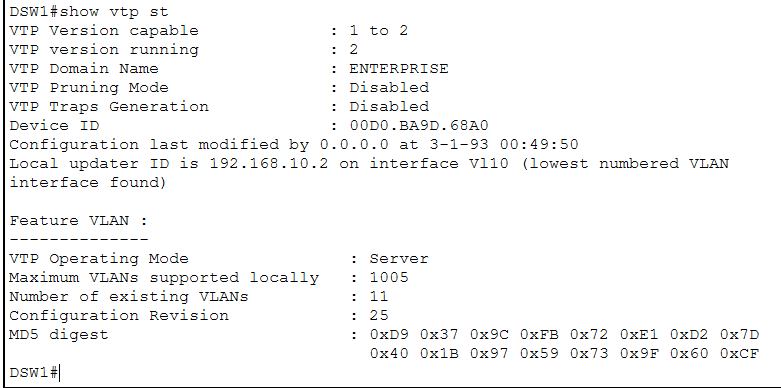 DSW1#show vtp st
VTP Version capable : 1 to 2
VTP version running : 2
VTP Domain Name : ENTERPRISE
VTP Pruning Mode : Disabled
VTP Traps Generation : Disabled
Device ID : 00D0.BA9D.68A0
Configuration last modified by 0.0.0.0 at 3-1-93 00:49:50
Local updater ID is 192.168.10.2 on interface Vl10 (lowest numbered VLAN
interface found)
Feature VLAN :
--------------
VTP Operating Mode : Server
Maximum VLANs supported locally : 1005
Number of existing VLANs : 11
Configuration Revision : 25
MD5 digest : 0xD9 0x37 0x9C 0xFB 0x72 0xE1 0xD2 0x7D
0x40 0x1B 0x97 0x59 0x73 0x9F 0x60 0xCF
DSW1#